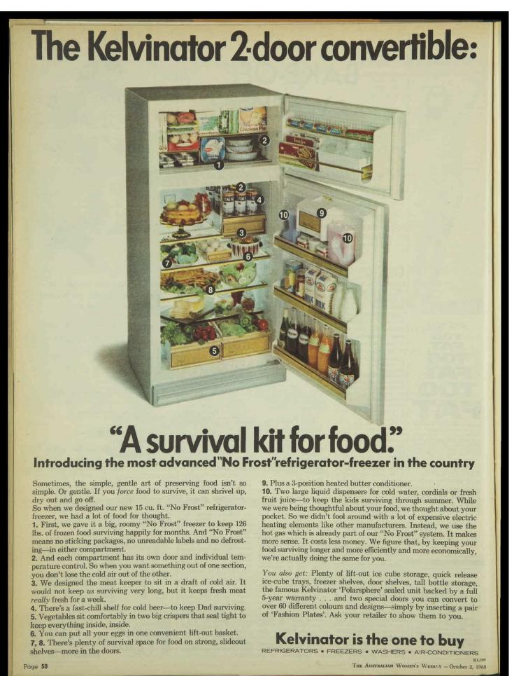 The Kelvinator 2-door convertible:
1
2
2
4
3
6
7
8
5
9
10
10
"A survival kit for food."
Introducing the most advanced "No Frost" refrigerator-freezer in the country
Sometimes, the simple, gentle art of preserving food isn't so
simple. Or gentle. If you force food to survive, it can shrivel up,
dry out and go off.
So when we designed our new 15 cu. ft. "No Frost" refrigerator-
freezer, we had a lot of food for thought.
1. First, we gave it a big, roomy "No Frost" freezer to keep 126
lbs. of frozen food surviving happily for months. And "No Frost"
means no sticking packages, no unreadable labels and no defrost-
ing—in either compartment.
2. And each compartment has its own door and individual tem-
perature control. So when you want something out of one section,
you don't lose the cold air out of the other.
3. We designed the meat keeper to sit in a draft of cold air. It
would not keep us surviving very long, but it keeps fresh meat
really fresh for a week.
4. There's a fast-chill shelf for cold beer—to keep Dad surviving.
5. Vegetables sit comfortably in two big crispers that seal tight to
keep everything inside, inside.
6. You can put all your eggs in one convenient lift-out basket.
7, 8. There's plenty of survival space for food on strong, slideout
shelves—more in the doors.
9. Plus a 3-position heated butter conditioner.
10. Two large liquid dispensers for cold water, cordials or fresh
fruit juice—to keep the kids surviving through summer. While
we were being thoughtful about your food, we thought about your
pocket. So we didn't fool around with a lot of expensive electric
heating elements like other manufacturers. Instead, we use the
hot gas which is already part of our "No Frost" system. It makes
more sense. It costs less money. We figure that, by keeping your
food surviving longer and more efficiently and more economically,
we're actually doing the same for you.
You also get: Plenty of lift-out ice cube storage, quick release
ice-cube trays, freezer shelves, door shelves, tall bottle storage,
the famous Kelvinator 'Polarsphere' sealed unit backed by a full
5-year warranty . . . and two special doors you can convert to
over 60 different colours and designs—simply by inserting a pair
of 'Fashion Plates'. Ask your retailer to show them to you.
Kelvinator is the one to buy
REFRIGERATORS • FREEZERS • WASHERS • AIR-CONDITIONERS
Page 53
THE AUSTRALIAN WOMEN'S WEEKLY — October 2, 1968